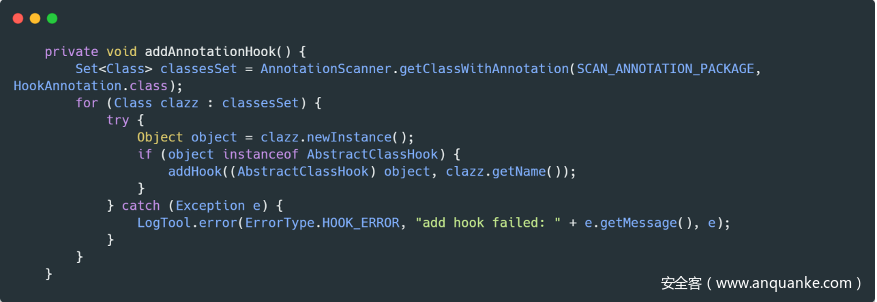 private void addAnnotationHook() {
Set<Class> classesSet = AnnotationScanner.getClassWithAnnotation(SCAN_ANNOTATION_PACKAGE,
HookAnnotation.class);
for (Class clazz : classesSet) {
try {
Object object = clazz.newInstance();
if (object instanceof AbstractClassHook) {
addHook((AbstractClassHook) object, clazz.getName());
}
} catch (Exception e) {
LogTool.error(ErrorType.HOOK_ERROR, "add hook failed: " + e.getMessage(), e);
}
}
}
安全客（www.anquanke.com）